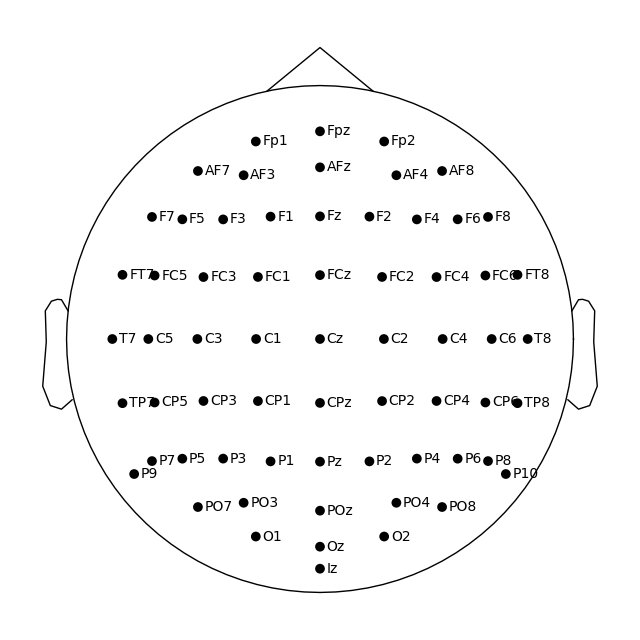 Fpz
Fp1 Fp2
AFz
AF7 AF3 AF4 AF8
F7 F5 F3 F1 Fz F2 F4 F6 F8
FT7 FC5 FC3 FC1 FCz FC2 FC4 FC6 FT8
T7 C5 C3 C1 Cz C2 C4 C6 T8
TP7 CP5 CP3 CP1 CPz CP2 CP4 CP6 TP8
P7 P5 P3 P1 Pz P2 P4 P6 P8
P9 P10
PO7 PO3 POz PO4 PO8
O1 O2
Oz
Iz